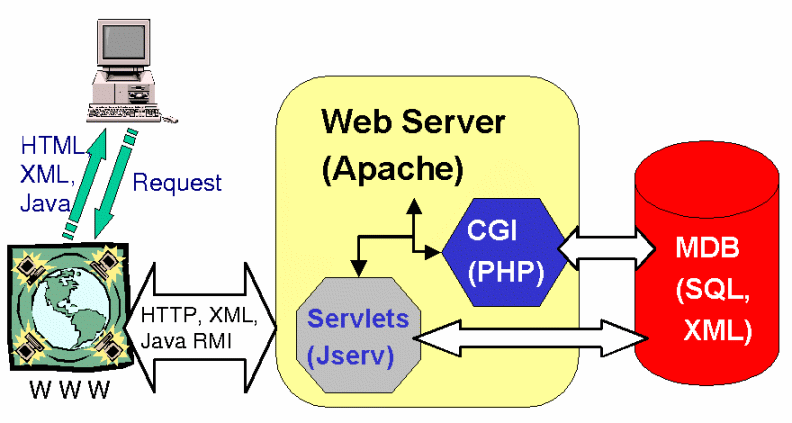 HTML,
XML,
Java
Request
W W W
HTTP, XML,
Java RMI
Web Server
(Apache)
CGI
(PHP)
Servlets
(Jserv)
MDB
(SQL,
XML)